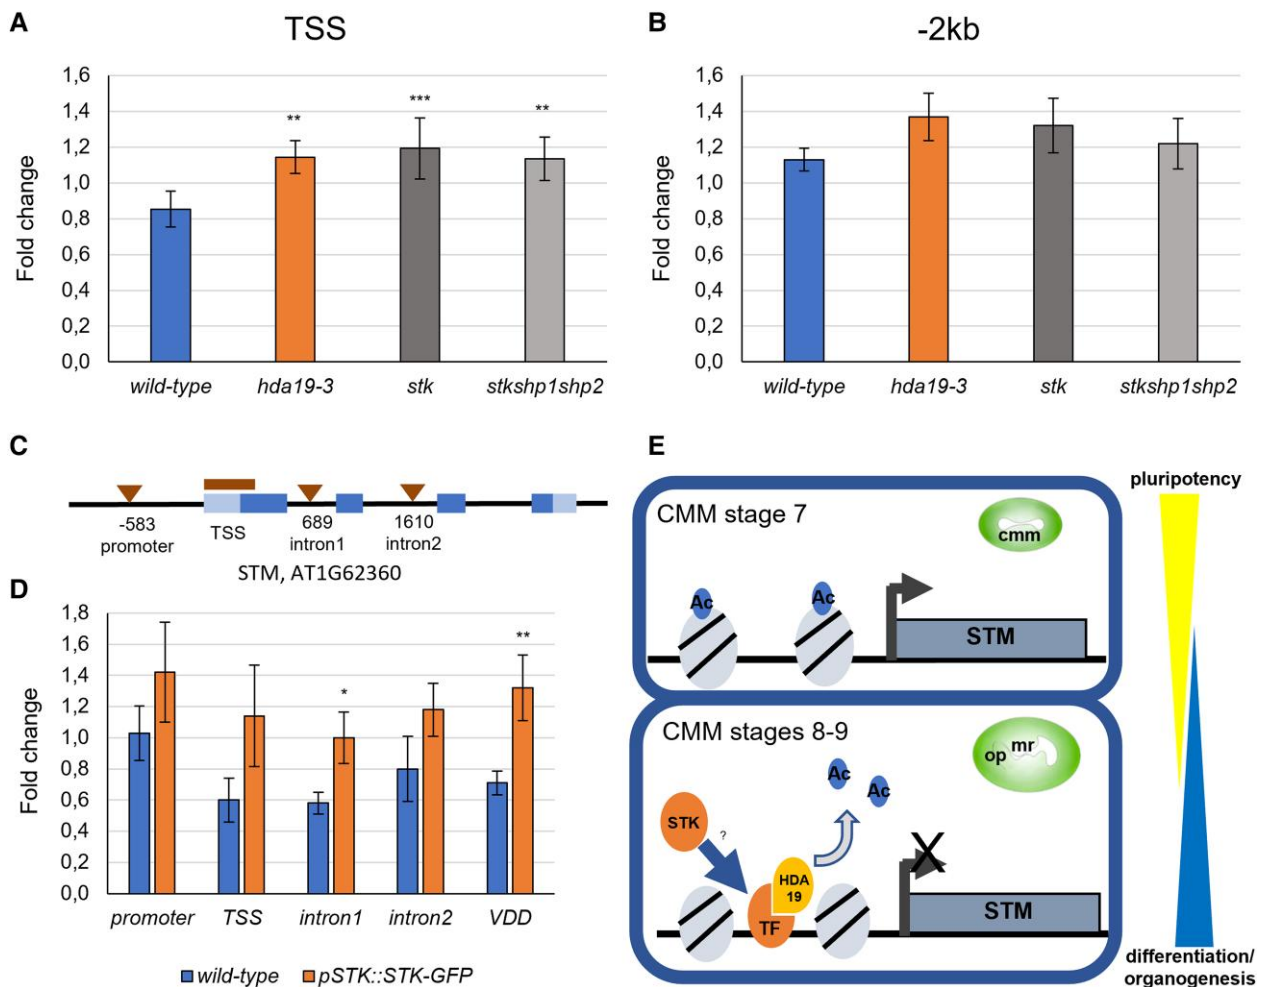 A
TSS
Fold change
1,6
1,4
1,2
1,0
0,8
0,6
0,4
0,2
0,0
**
***
**
wild-type hda19-3 stk stkshp1shp2
B
-2kb
Fold change
1,6
1,4
1,2
1,0
0,8
0,6
0,4
0,2
0,0
wild-type hda19-3 stk stkshp1shp2
C
-583 TSS 689 1610
promoter intron1 intron2
STM, AT1G62360
D
Fold change
1,8
1,6
1,4
1,2
1,0
0,8
0,6
0,4
0,2
0,0
*
**
promoter TSS intron1 intron2 VDD
wild-type pSTK::STK-GFP
E
CMM stage 7
cmm
Ac
Ac
STM
CMM stages 8-9
op mr
Ac
Ac
STK
?
HDA
19
TF
X
STM
pluripotency
differentiation/
organogenesis